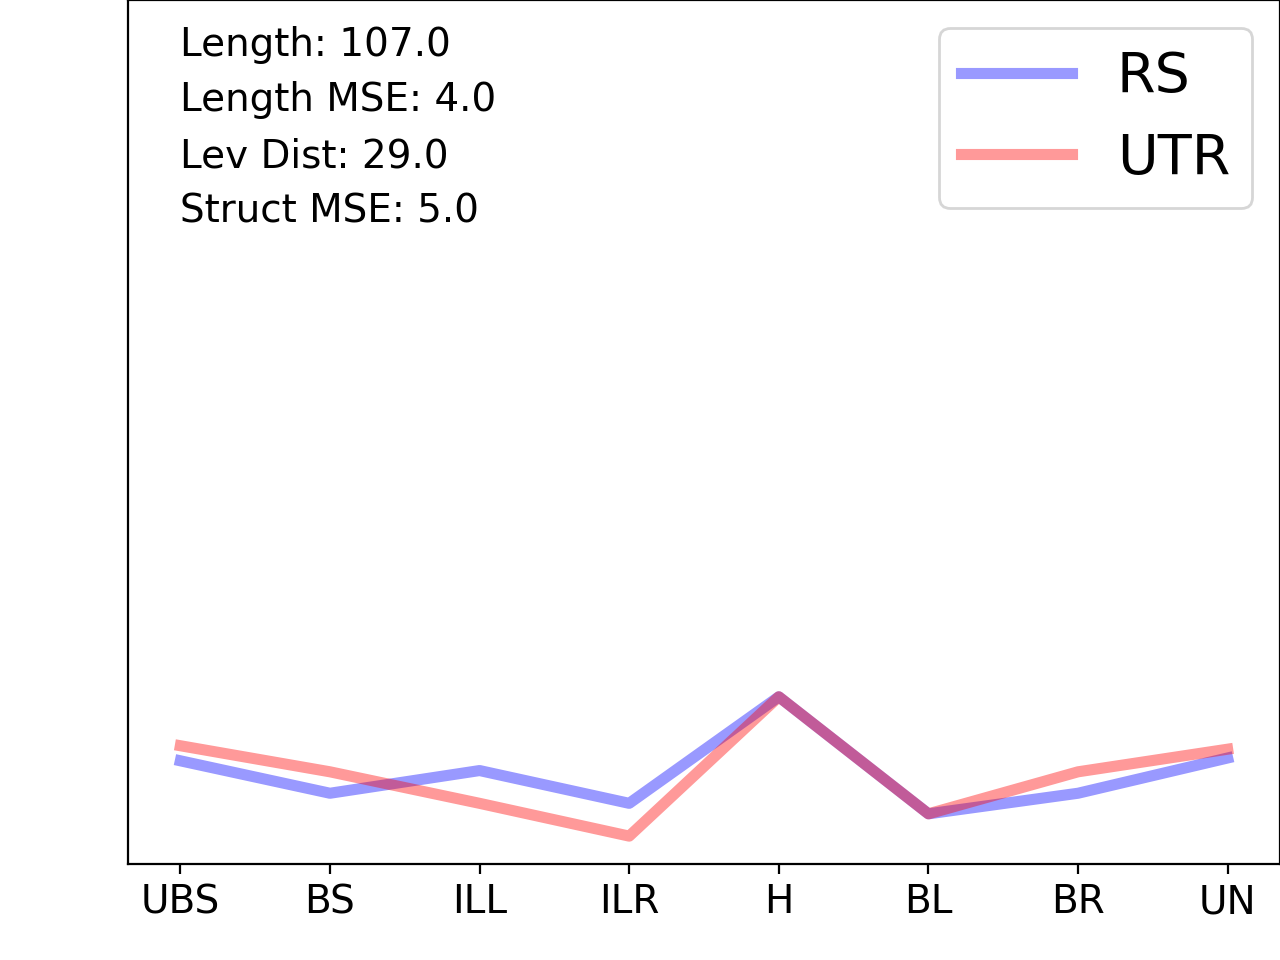 Length: 107.0
Length MSE: 4.0
Lev Dist: 29.0
Struct MSE: 5.0
RS
UTR
UBS BS ILL ILR H BL BR UN